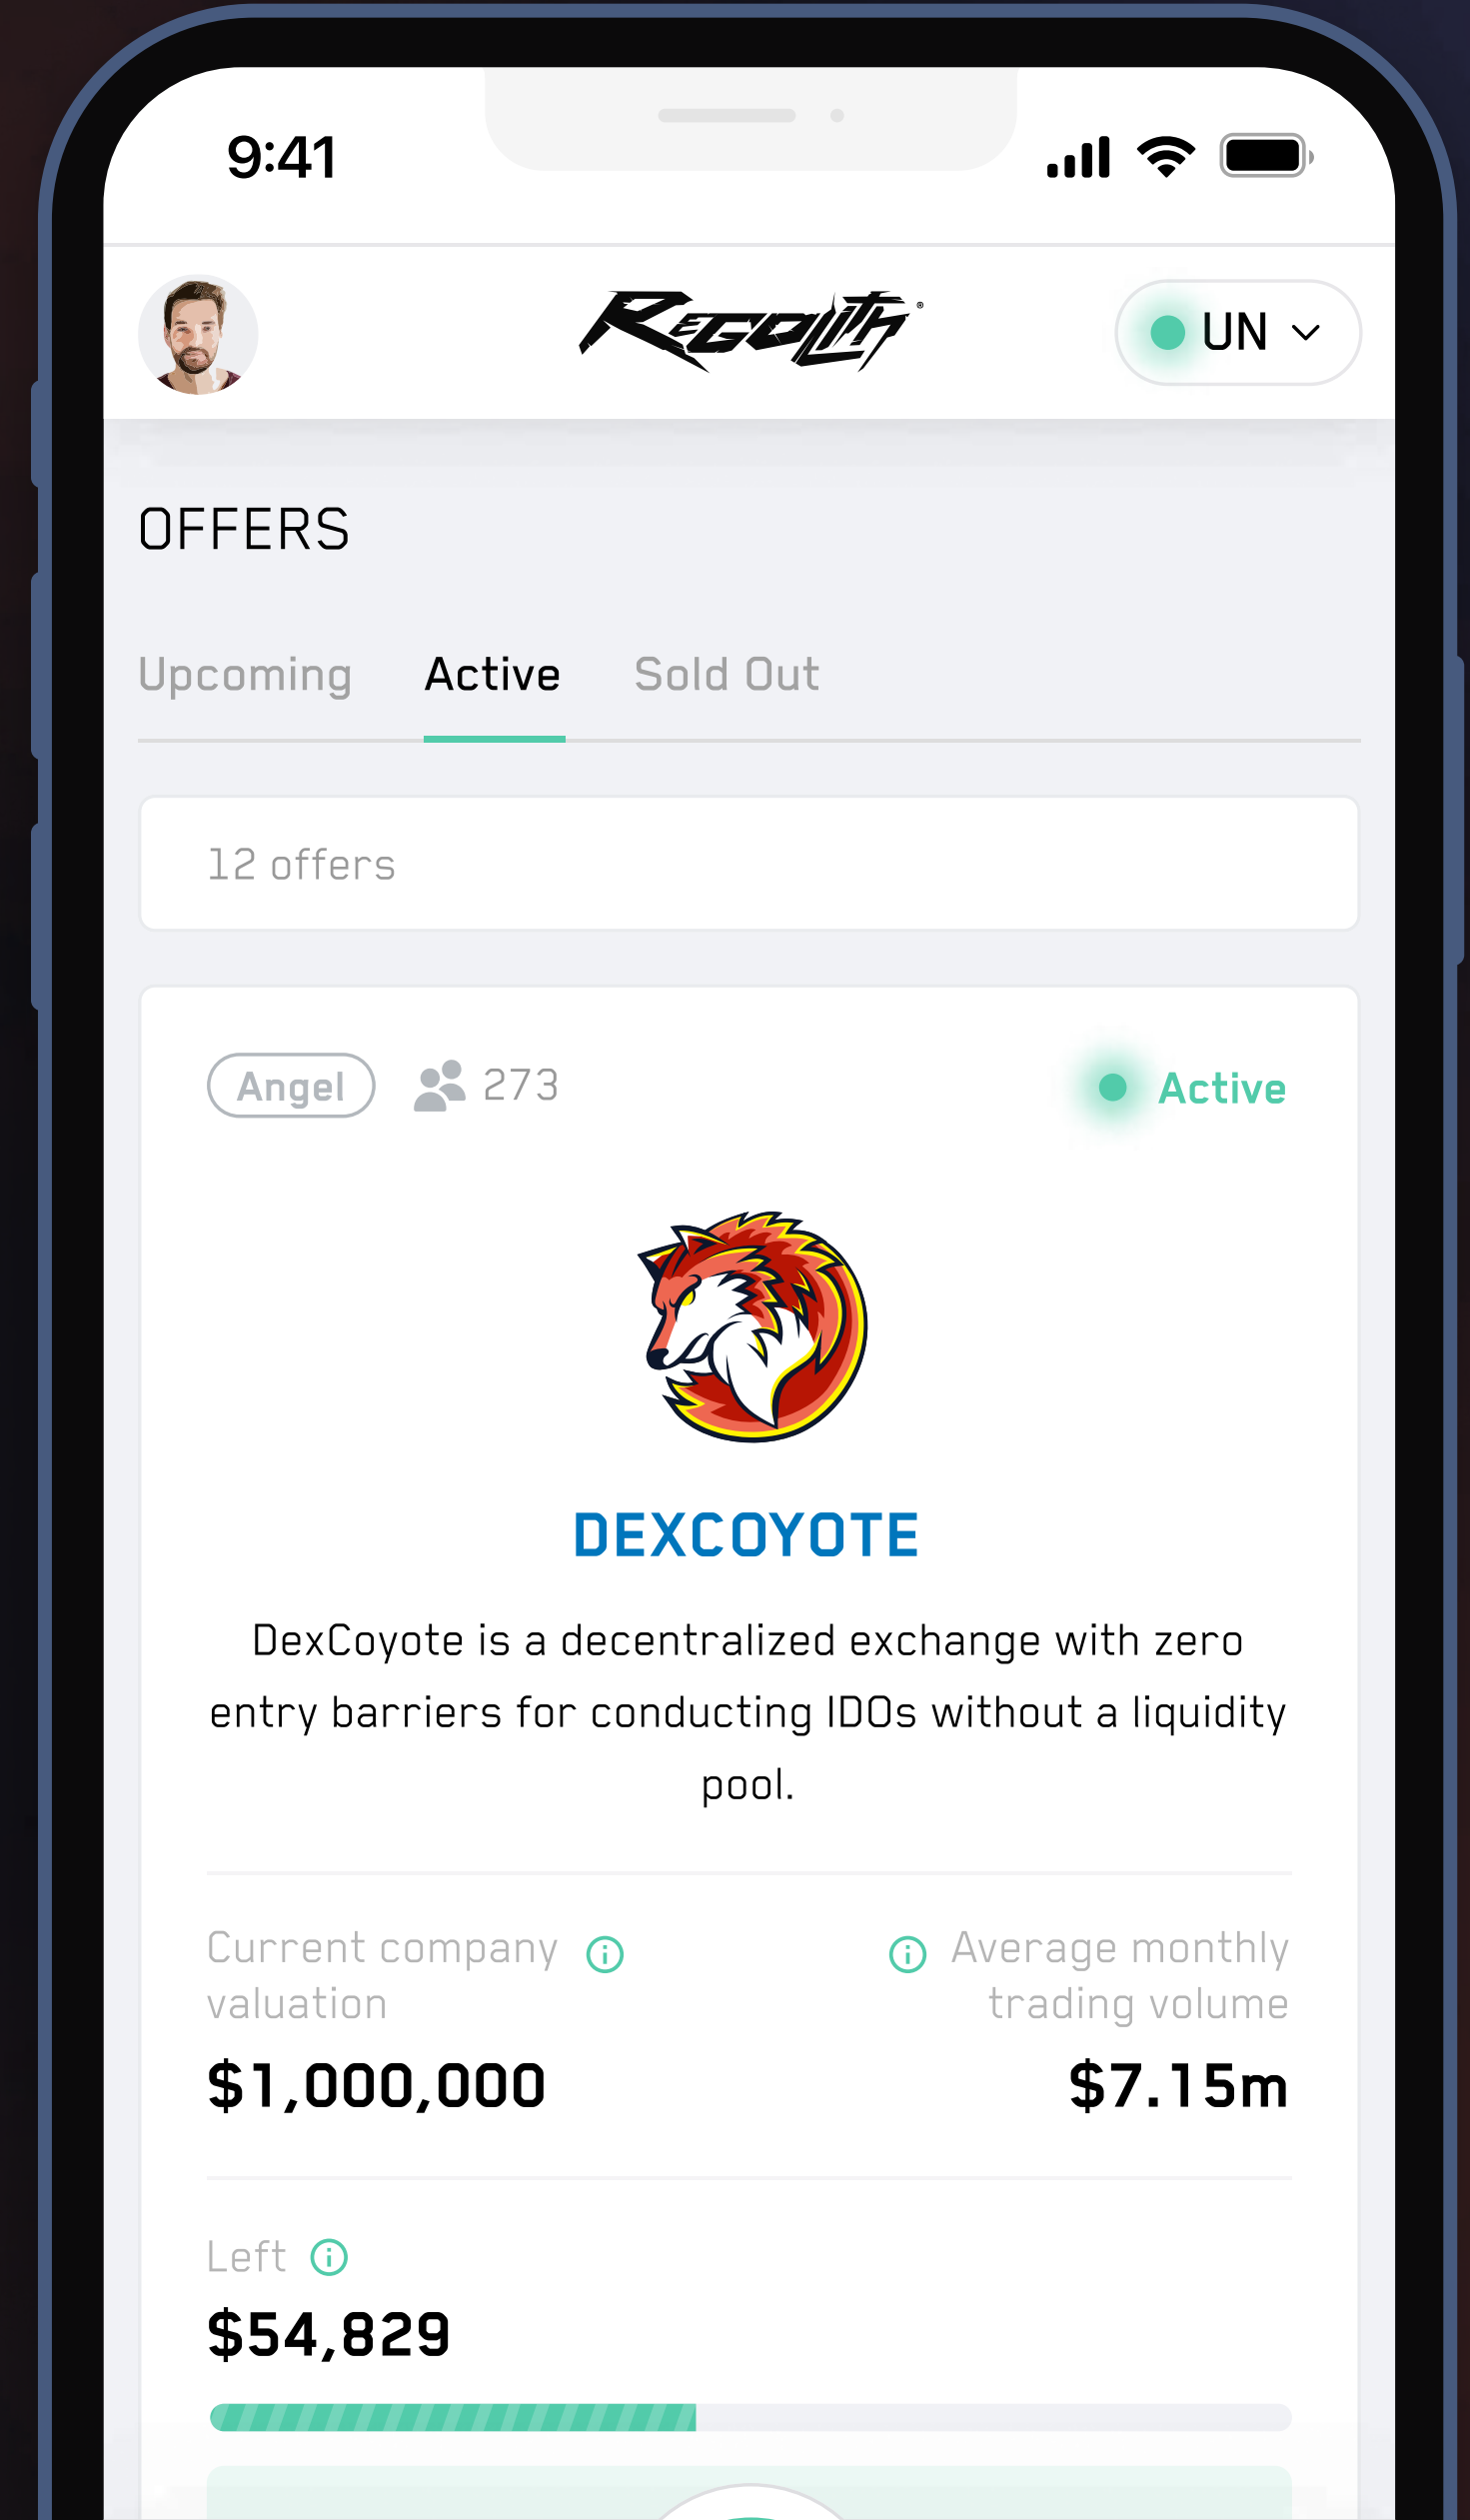 9:41
REGOLITH®
UN
OFFERS
Upcoming Active Sold Out
12 offers
Angel 273 Active
DEXCOYOTE
DexCoyote is a decentralized exchange with zero
entry barriers for conducting IDOs without a liquidity
pool.
Current company
valuation
$1,000,000
Average monthly
trading volume
$7.15m
Left
$54,829